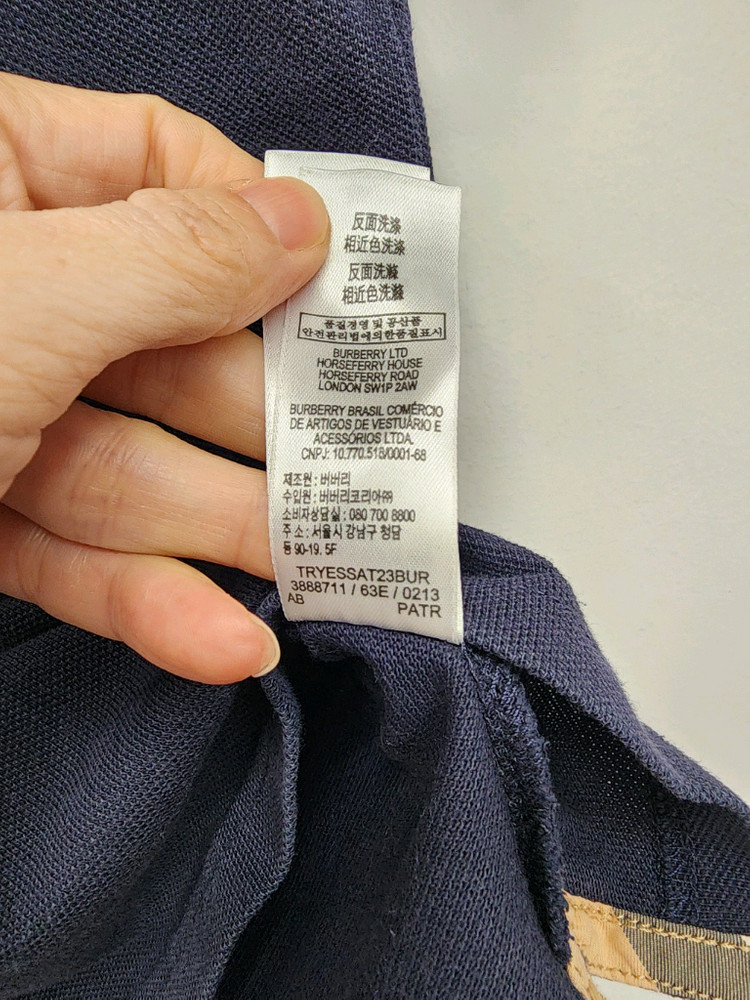 反面洗涤
相近色洗涤
反面洗滌
相近色洗滌
품질경영 및 공산품
안전관리법에의한품질표시
BURBERRY LTD
HORSEFERRY HOUSE
HORSEFERRY ROAD
LONDON SW1P 2AW
BURBERRY BRASIL COMÉRCIO
DE ARTIGOS DE VESTUÁRIO E
ACESSÓRIOS LTDA.
CNPJ: 10.770.518/0001-68
제조원 : 버버리
수입원 : 버버리코리아㈜
소비자상담실 : 080 700 8800
주 소 : 서울시 강남구 청담
동 90-19. 5F
TRYESSAT23BUR
3888711 / 63E / 0213
AB PATR